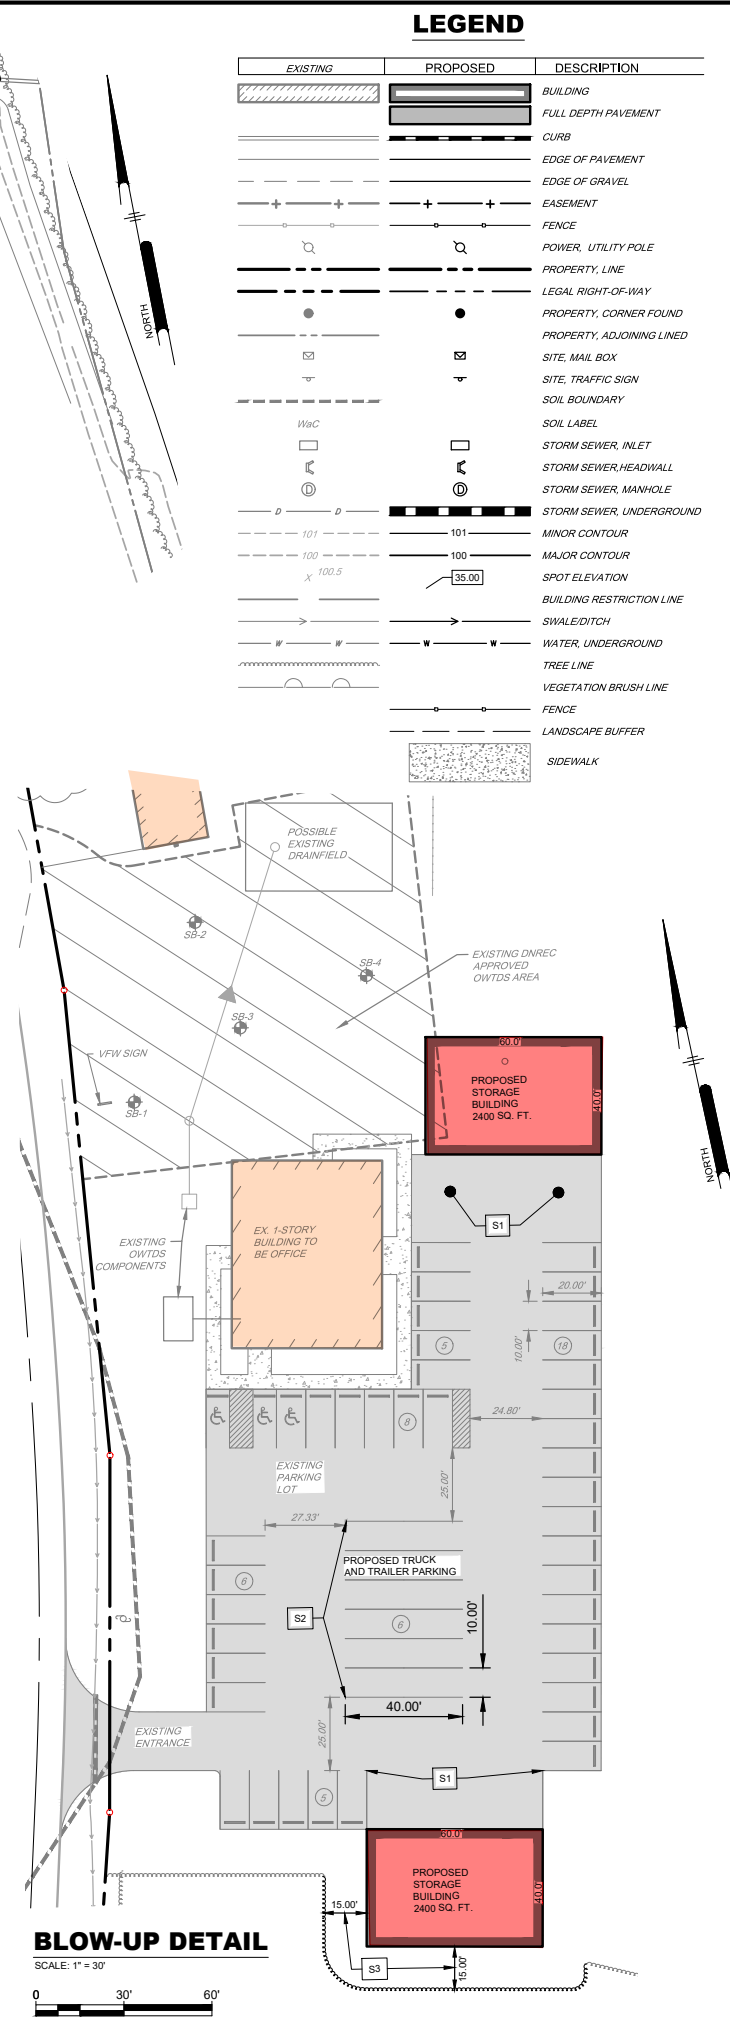 LEGEND
EXISTING PROPOSED DESCRIPTION
BUILDING
FULL DEPTH PAVEMENT
CURB
EDGE OF PAVEMENT
EDGE OF GRAVEL
EASEMENT
FENCE
POWER, UTILITY POLE
PROPERTY, LINE
LEGAL RIGHT-OF-WAY
PROPERTY, CORNER FOUND
PROPERTY, ADJOINING LINED
SITE, MAIL BOX
SITE, TRAFFIC SIGN
SOIL BOUNDARY
WaC SOIL LABEL
STORM SEWER, INLET
STORM SEWER,HEADWALL
D D STORM SEWER, MANHOLE
D D STORM SEWER, UNDERGROUND
101 101 MINOR CONTOUR
100 100 MAJOR CONTOUR
X 100.5 35.00 SPOT ELEVATION
BUILDING RESTRICTION LINE
SWALE/DITCH
W W W W WATER, UNDERGROUND
TREE LINE
VEGETATION BRUSH LINE
FENCE
LANDSCAPE BUFFER
SIDEWALK
NORTH
POSSIBLE
EXISTING
DRAINFIELD
SB-2
SB-4
EXISTING DNREC
APPROVED
OWTDS AREA
SB-3
VFW SIGN
SB-1
60.0'
PROPOSED
STORAGE
BUILDING
2400 SQ. FT.
40.0'
NORTH
S1
EX. 1-STORY
BUILDING TO
BE OFFICE
EXISTING
OWTDS
COMPONENTS
20.00'
10.00'
5
18
8
24.80'
EXISTING
PARKING
LOT
25.00'
27.33'
PROPOSED TRUCK
AND TRAILER PARKING
6
S2
6
10.00'
40.00'
25.00'
EXISTING
ENTRANCE
S1
5
60.0'
PROPOSED
STORAGE
BUILDING
2400 SQ. FT.
40.0'
15.00'
S3
15.00'
BLOW-UP DETAIL
SCALE: 1" = 30'
0 30' 60'